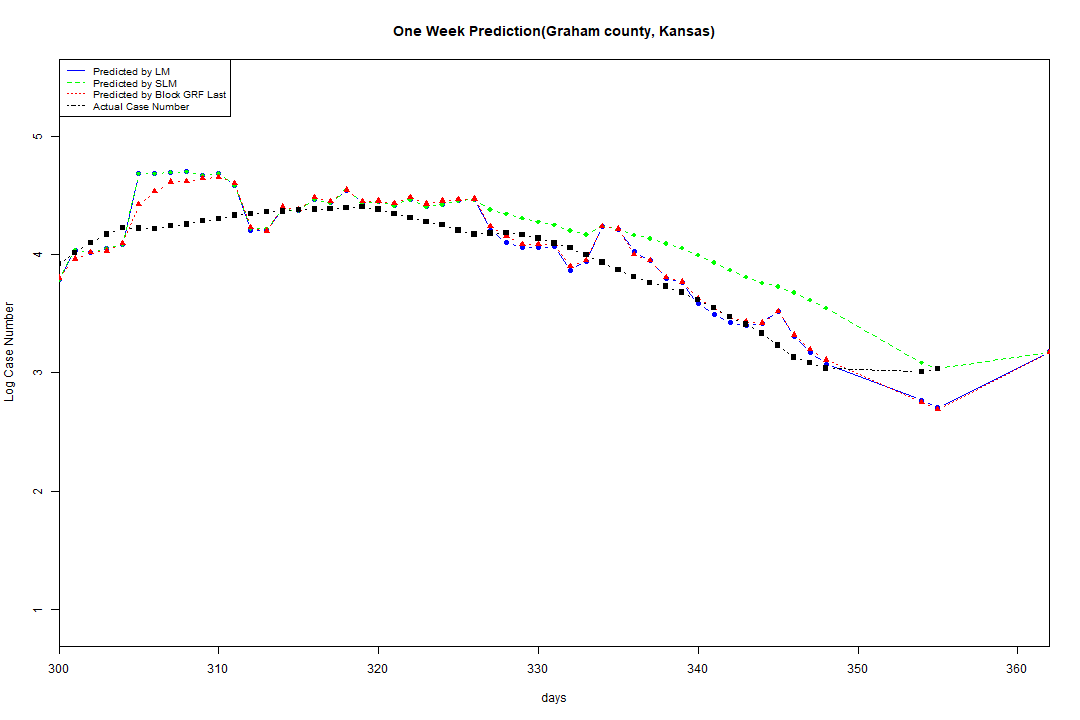 One Week Prediction(Graham county, Kansas)
Predicted by LM
Predicted by SLM
Predicted by Block GRF Last
Actual Case Number
5
4
3
2
1
Log Case Number
300 310 320 330 340 350 360
days